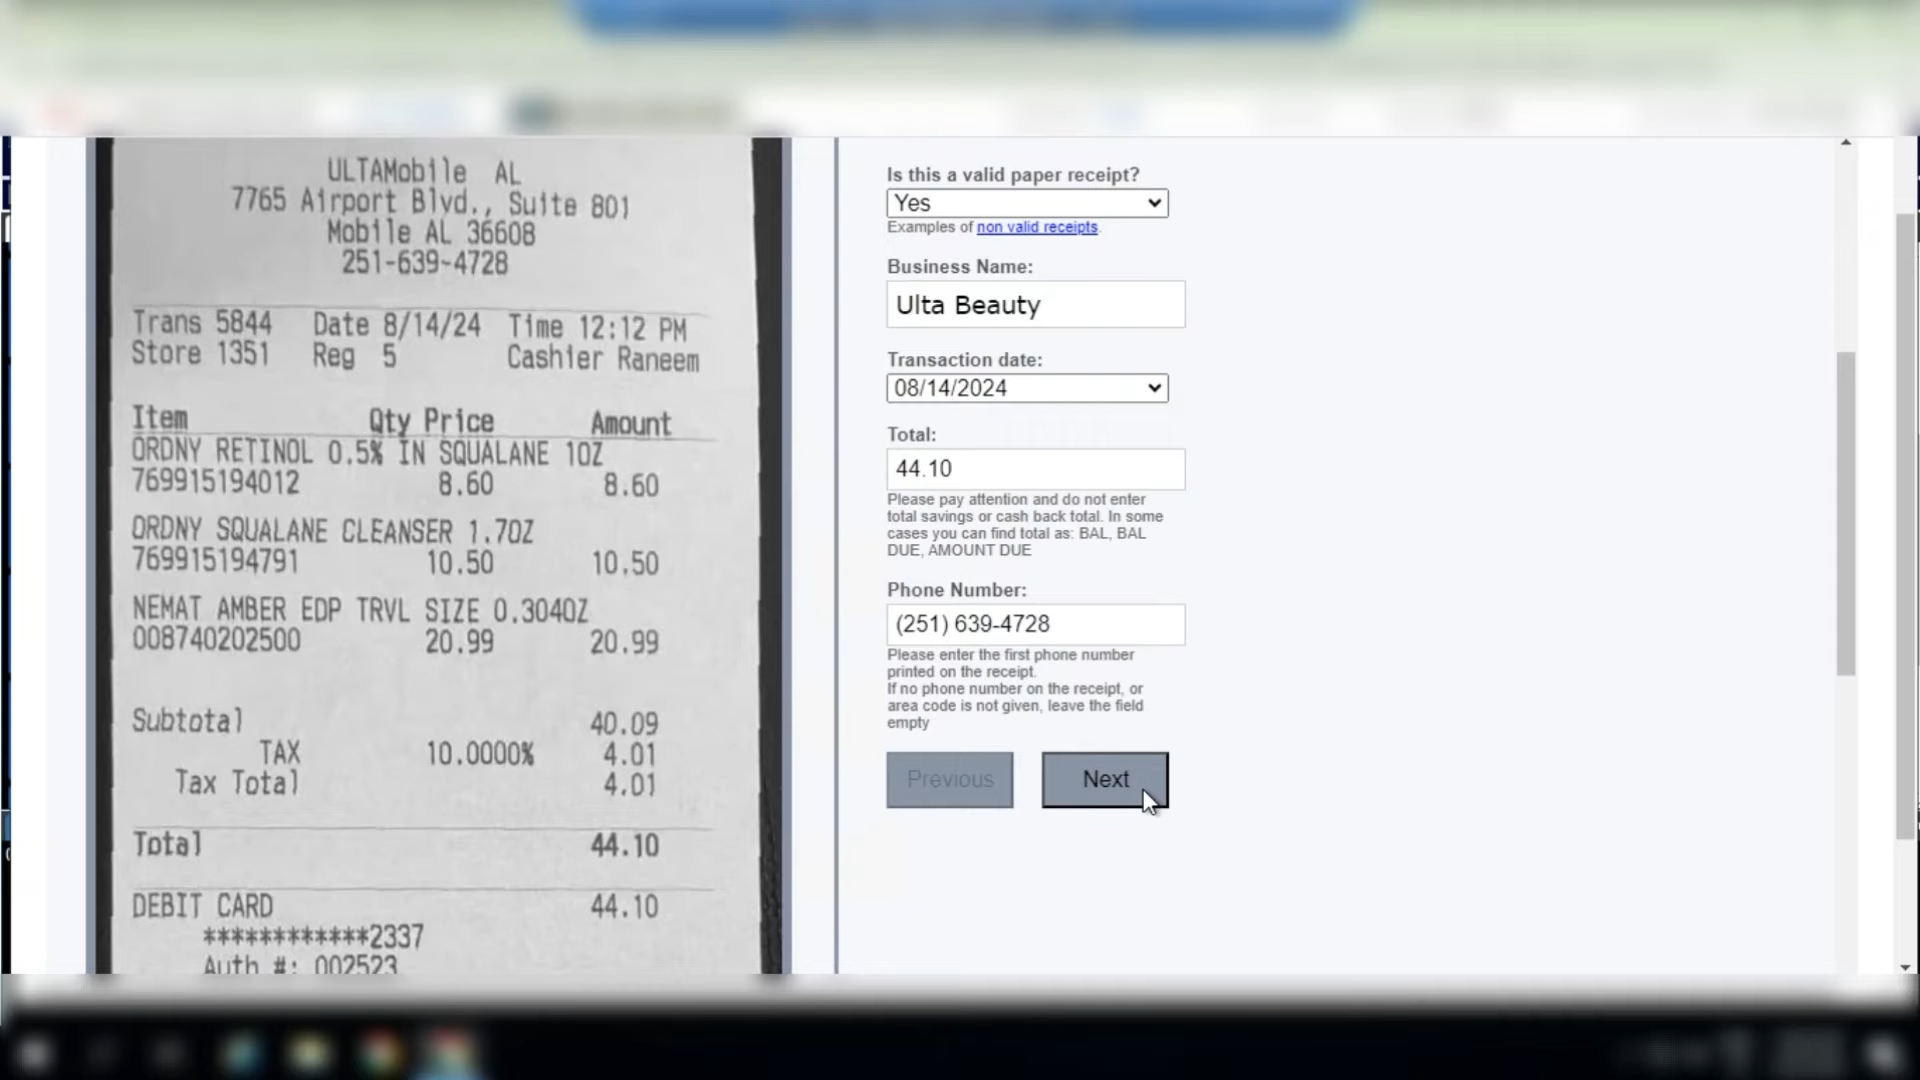 ULTAMobile AL
7765 Airport Blvd., Suite 801
Mobile AL 36608
251-639-4728
Trans 5844 Date 8/14/24 Time 12:12 PM
Store 1351 Reg 5 Cashier Raneem
Item Qty Price Amount
ORDNY RETINOL 0.5% IN SQUALANE 1OZ
769915194012 8.60 8.60
ORDNY SQUALANE CLEANSER 1.7OZ
769915194791 10.50 10.50
NEMAT AMBER EDP TRVL SIZE 0.304OZ
008740202500 20.99 20.99
Subtotal 40.09
TAX 10.0000% 4.01
Tax Total 4.01
Total 44.10
DEBIT CARD 44.10
************2337
Auth #: 002523
Is this a valid paper receipt?
Yes
Examples of non valid receipts.
Business Name:
Ulta Beauty
Transaction date:
08/14/2024
Total:
44.10
Please pay attention and do not enter
total savings or cash back total. In some
cases you can find total as: BAL, BAL
DUE, AMOUNT DUE
Phone Number:
(251) 639-4728
Please enter the first phone number
printed on the receipt.
If no phone number on the receipt, or
area code is not given, leave the field
empty
Previous Next